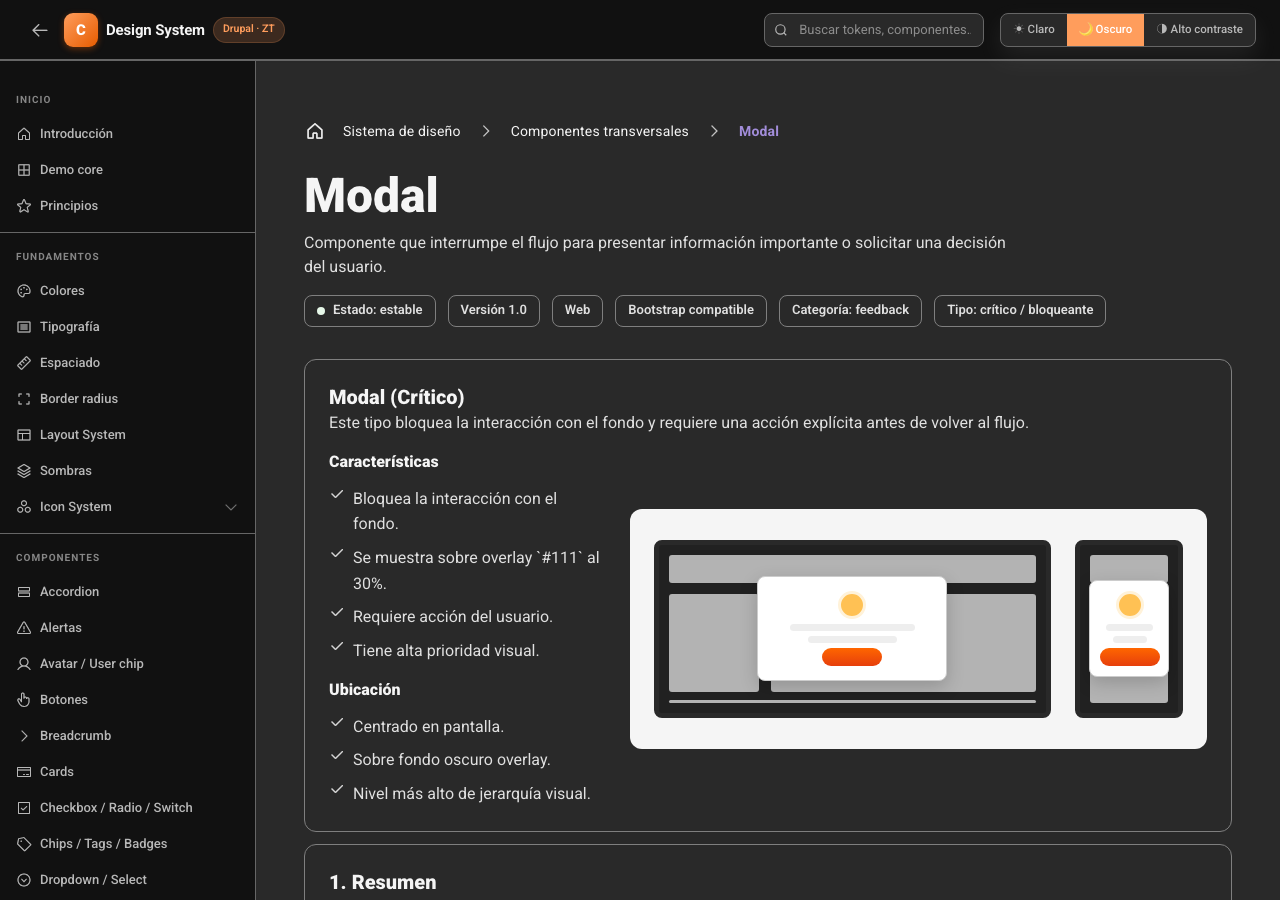 C Design System Drupal · ZT Buscar tokens, componentes.. Claro Oscuro Alto contraste
INICIO
Introducción
Demo core
Principios
FUNDAMENTOS
Colores
Tipografía
Espaciado
Border radius
Layout System
Sombras
Icon System
COMPONENTES
Accordion
Alertas
Avatar / User chip
Botones
Breadcrumb
Cards
Checkbox / Radio / Switch
Chips / Tags / Badges
Dropdown / Select
Sistema de diseño Componentes transversales Modal
Modal
Componente que interrumpe el flujo para presentar información importante o solicitar una decisión
del usuario.
Estado: estable Versión 1.0 Web Bootstrap compatible Categoría: feedback Tipo: crítico / bloqueante
Modal (Crítico)
Este tipo bloquea la interacción con el fondo y requiere una acción explícita antes de volver al flujo.
Características
Bloquea la interacción con el
fondo.
Se muestra sobre overlay `#111` al
30%.
Requiere acción del usuario.
Tiene alta prioridad visual.
Ubicación
Centrado en pantalla.
Sobre fondo oscuro overlay.
Nivel más alto de jerarquía visual.
1. Resumen